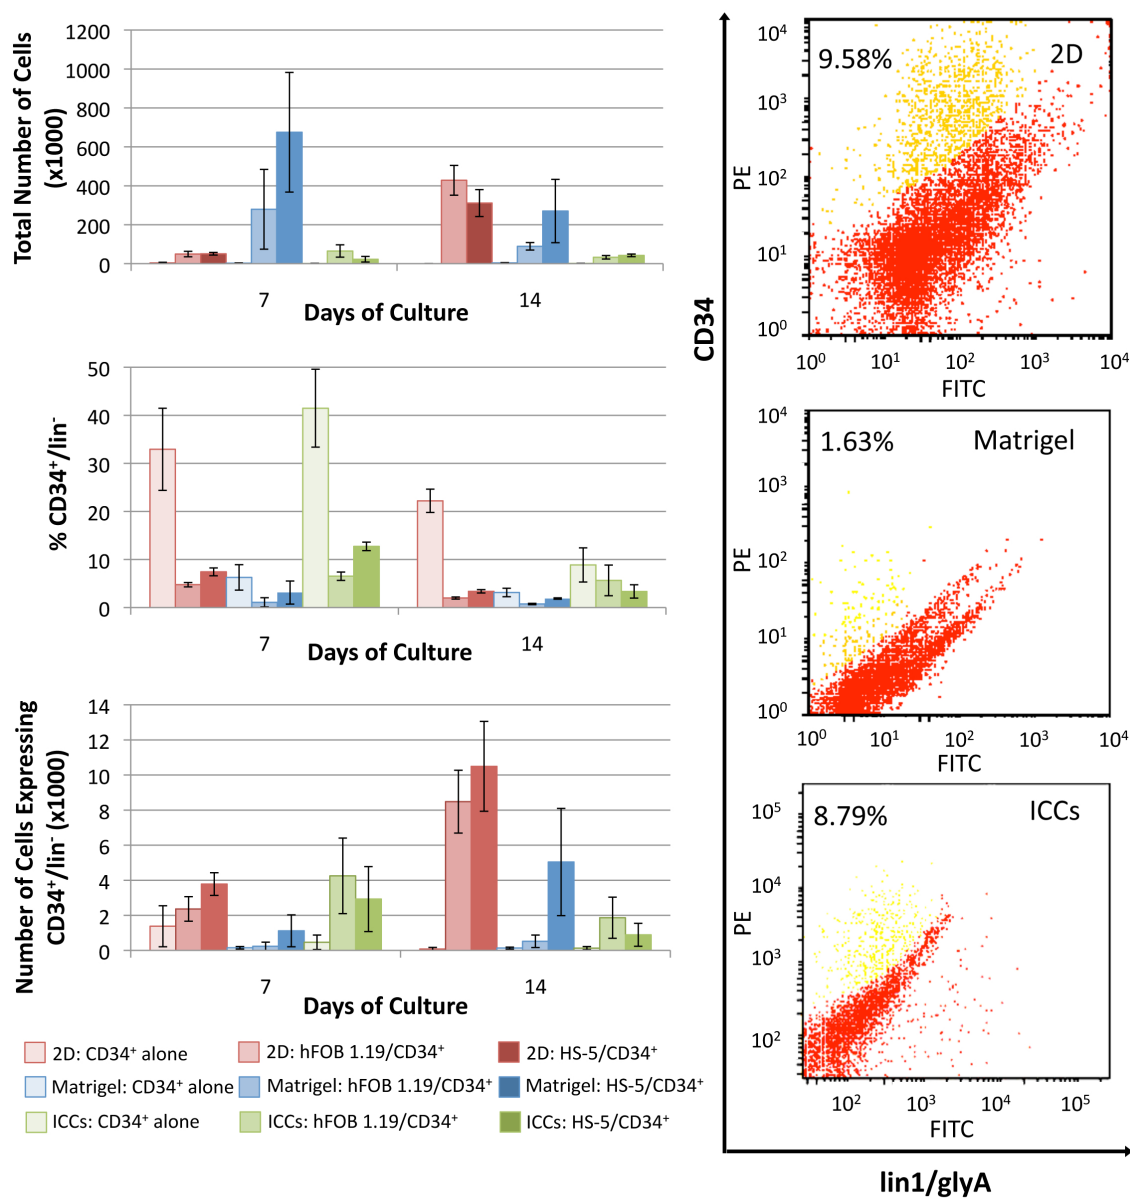 Total Number of Cells
(x1000)
1200
1000
800
600
400
200
0
7
14
Days of Culture
% CD34⁺/lin⁻
50
40
30
20
10
0
7
14
Days of Culture
Number of Cells Expressing
CD34⁺/lin⁻ (x1000)
14
12
10
8
6
4
2
0
7
14
Days of Culture
2D: CD34⁺ alone
2D: hFOB 1.19/CD34⁺
2D: HS-5/CD34⁺
Matrigel: CD34⁺ alone
Matrigel: hFOB 1.19/CD34⁺
Matrigel: HS-5/CD34⁺
ICCs: CD34⁺ alone
ICCs: hFOB 1.19/CD34⁺
ICCs: HS-5/CD34⁺
CD34
9.58%
2D
PE
10⁴
10³
10²
10¹
10⁰
10⁰ 10¹ 10² 10³ 10⁴
FITC
1.63%
Matrigel
PE
10⁴
10³
10²
10¹
10⁰
10⁰ 10¹ 10² 10³ 10⁴
FITC
8.79%
ICCs
PE
10⁵
10⁴
10³
10²
10² 10³ 10⁴ 10⁵
FITC
lin1/glyA